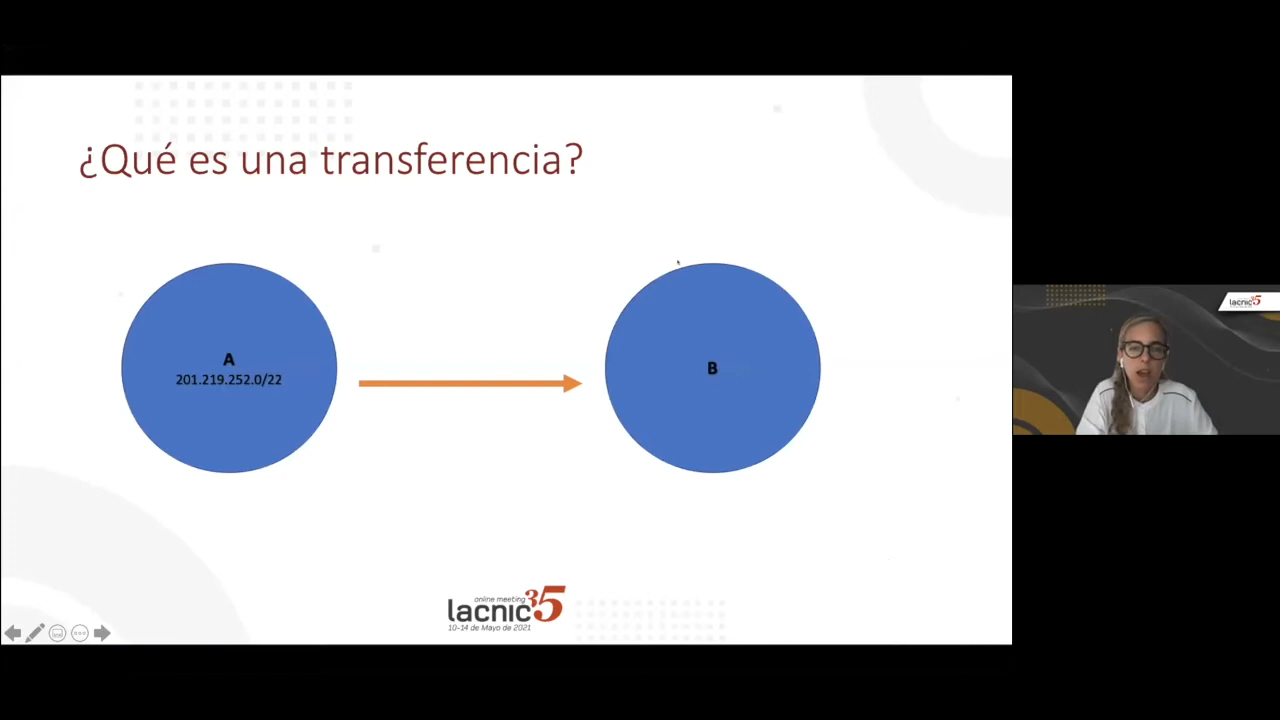 ¿Qué es una transferencia?
A
201.219.252.0/22
B
online meeting
lacnic35
10-14 de Mayo de 2021
lacnic35